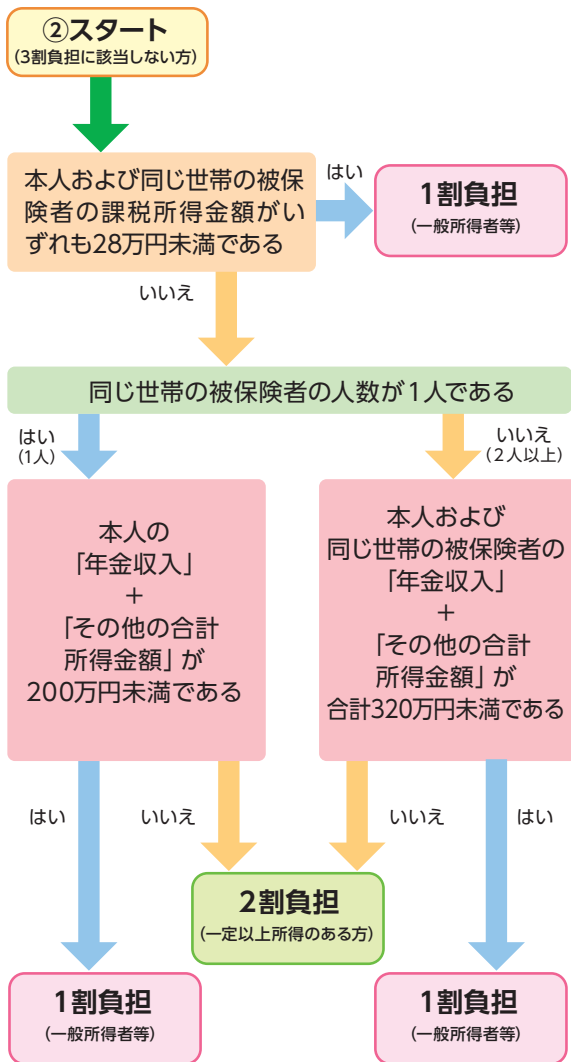 ②スタート
(3割負担に該当しない方)
本人および同じ世帯の被保
険者の課税所得金額がい
ずれも28万円未満である
はい
1割負担
(一般所得者等)
いいえ
同じ世帯の被保険者の人数が1人である
はい
(1人)
いいえ
(2人以上)
本人の
「年金収入」
+
「その他の合計
所得金額」が
200万円未満である
本人および
同じ世帯の被保険者の
「年金収入」
+
「その他の合計
所得金額」が
合計320万円未満である
はい
いいえ
いいえ
はい
2割負担
(一定以上所得のある方)
1割負担
(一般所得者等)
1割負担
(一般所得者等)